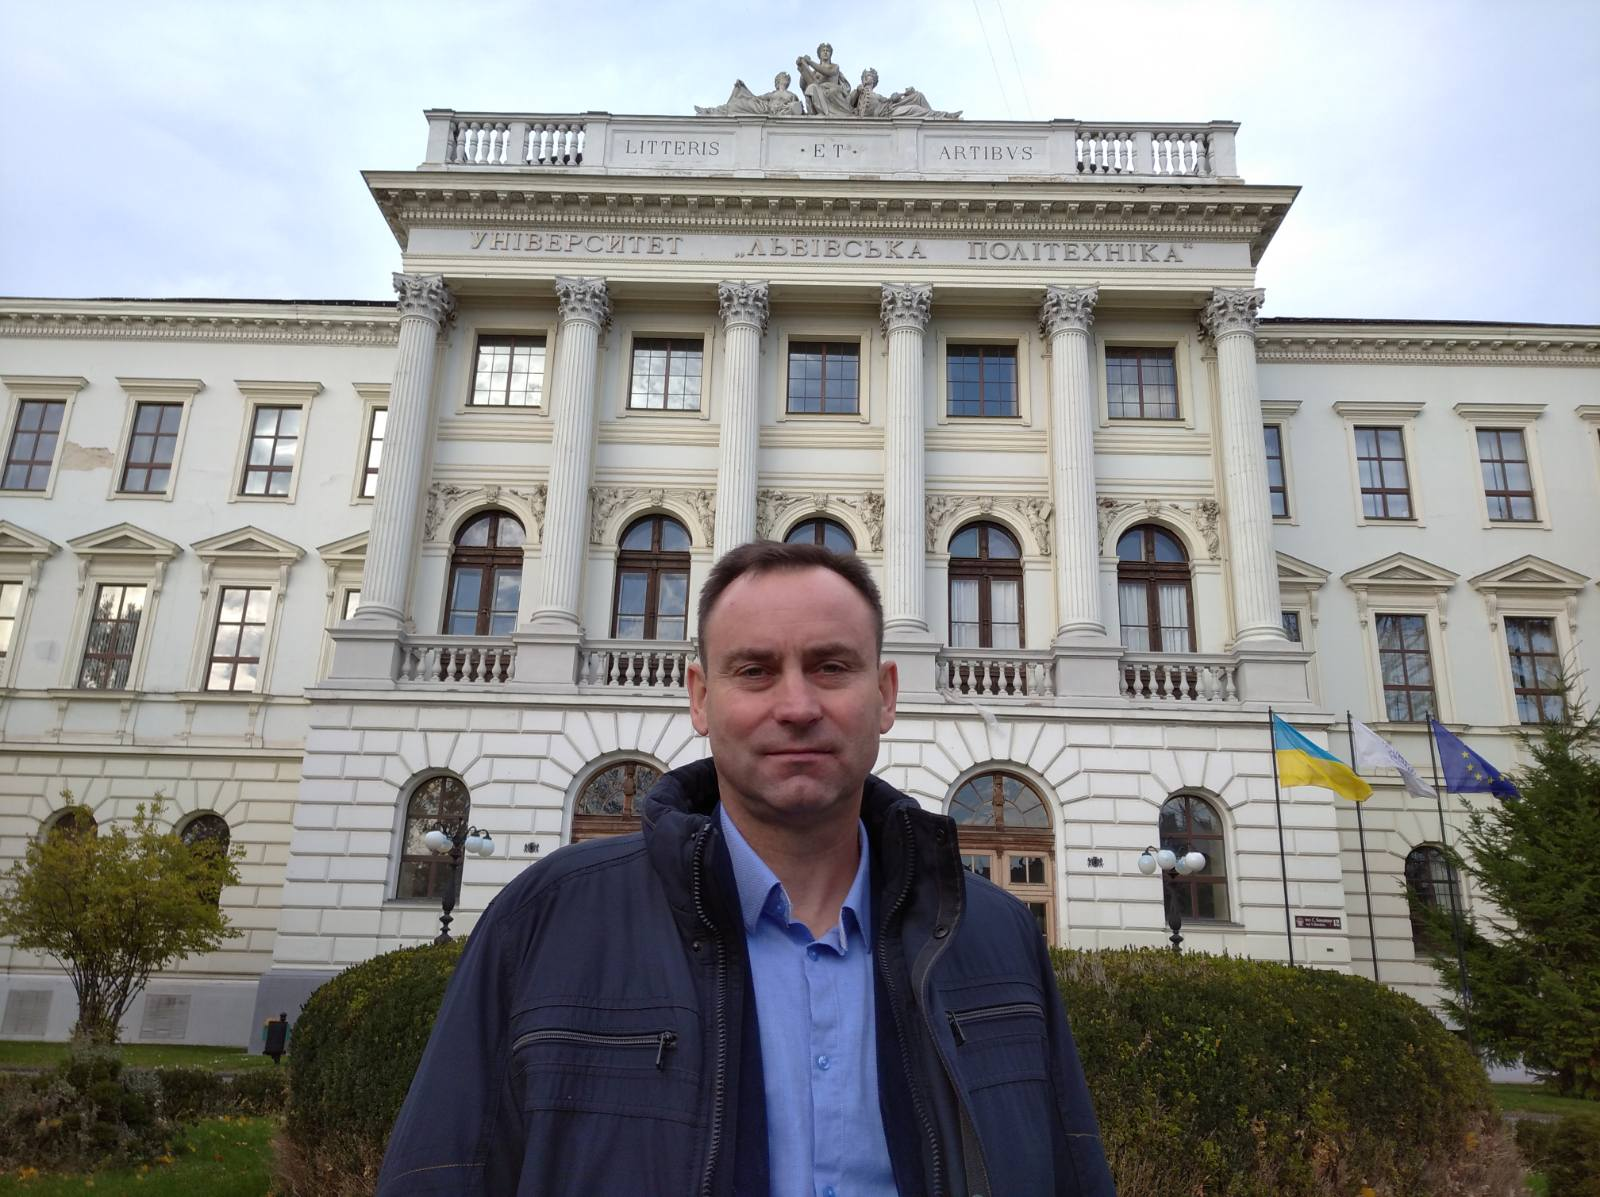 LITTERIS ·ET· ARTIBVS
УНІВЕРСИТЕТ „ЛЬВІВСЬКА ПОЛІТЕХНІКА“